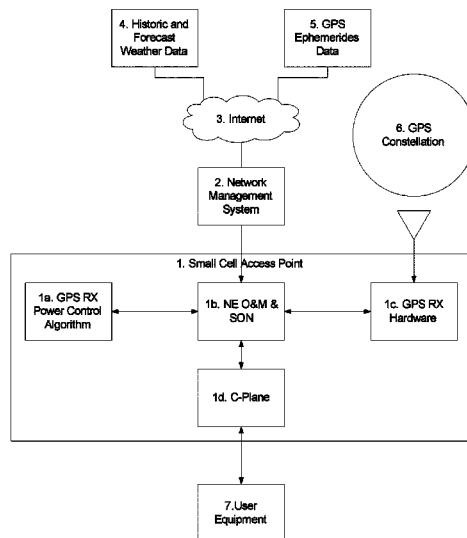 4. Historic and
Forecast
Weather Data
5. GPS
Ephemerides
Data
3. Internet
6. GPS
Constellation
2. Network
Management
System
1. Small Cell Access Point
1a. GPS RX
Power Control
Algorithm
1b. NE O&M &
SON
1c. GPS RX
Hardware
1d. C-Plane
7.User
Equipment